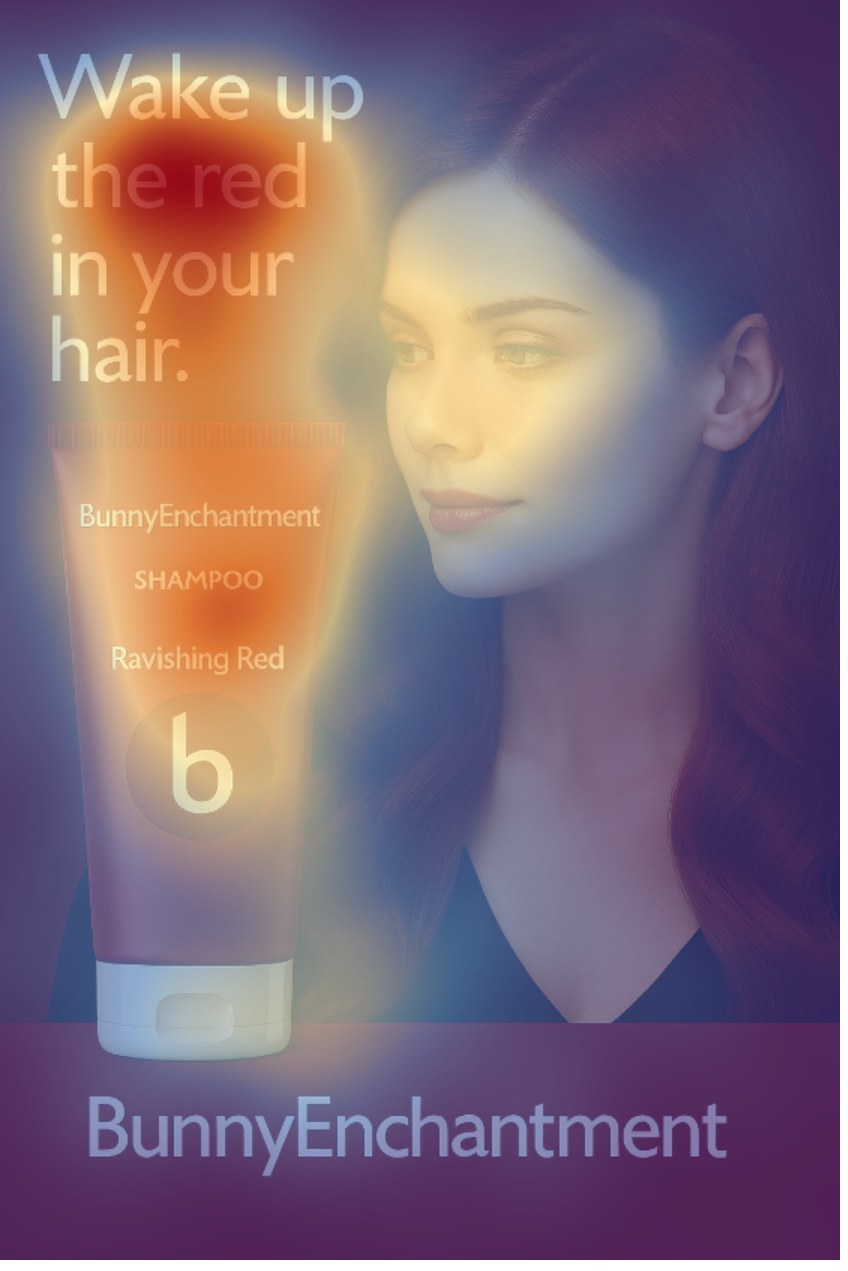 Wake up
the red
in your
hair.
BunnyEnchantment
SHAMPOO
Ravishing Red
b
BunnyEnchantment